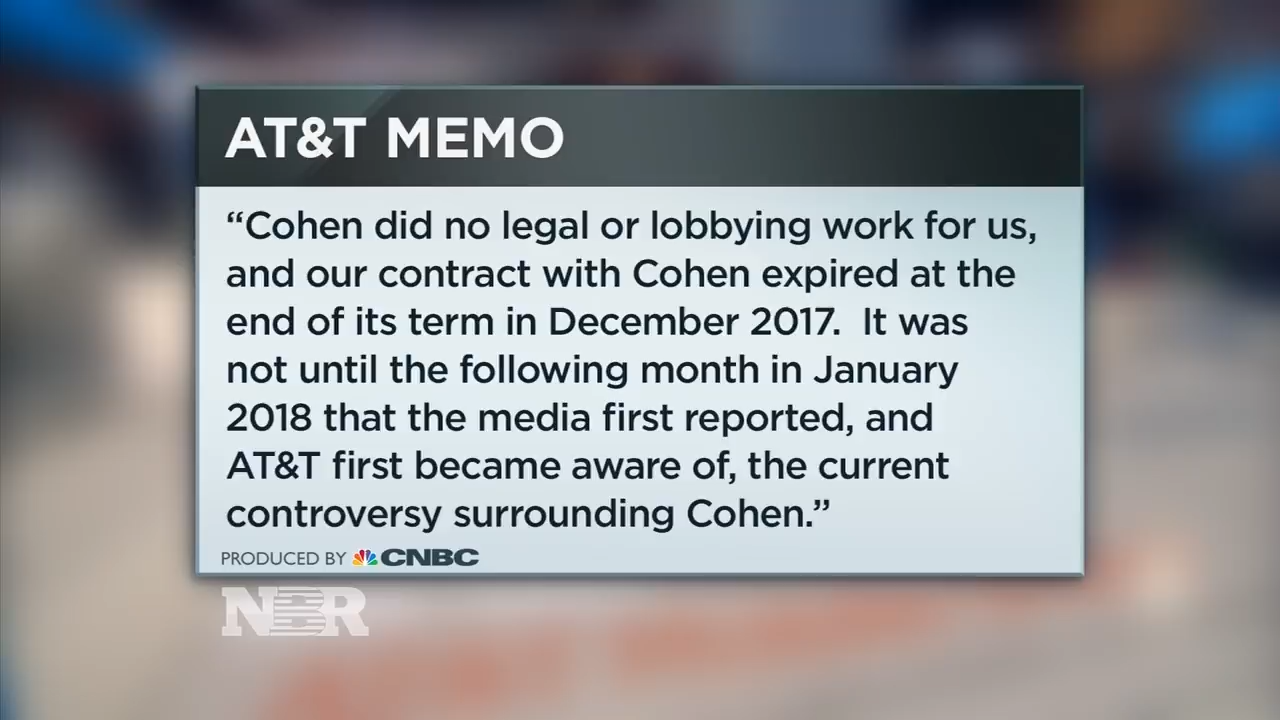 AT&T MEMO
“Cohen did no legal or lobbying work for us,
and our contract with Cohen expired at the
end of its term in December 2017.  It was
not until the following month in January
2018 that the media first reported, and
AT&T first became aware of, the current
controversy surrounding Cohen.”
PRODUCED BY CNBC
NBR